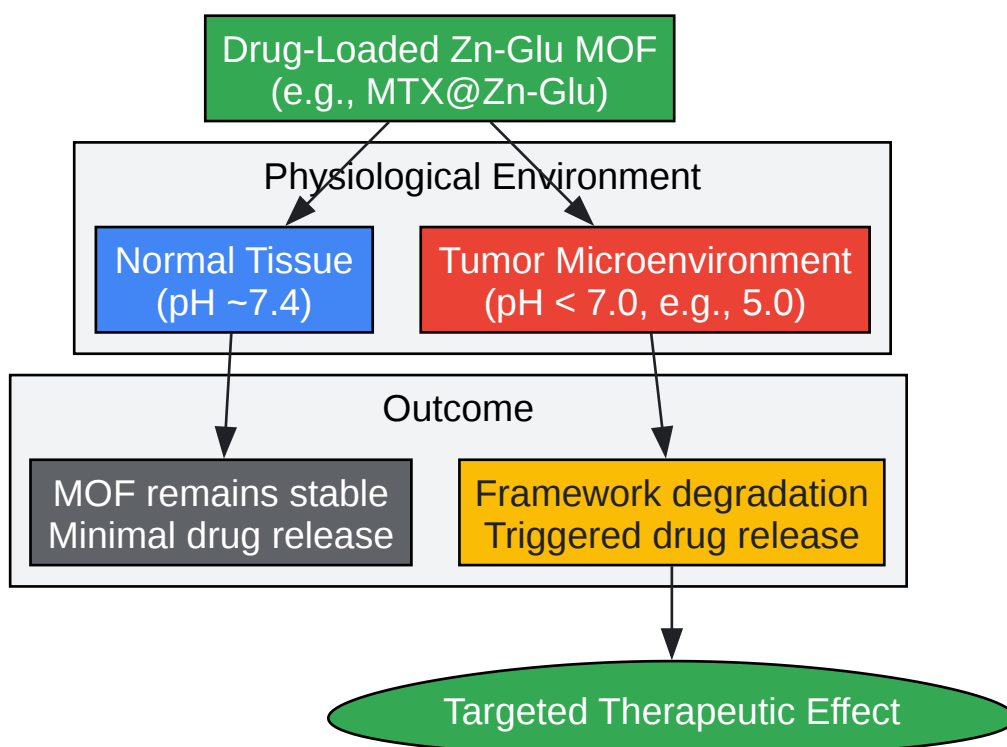 Drug-Loaded Zn-Glu MOF
(e.g., MTX@Zn-Glu)
Physiological Environment
Normal Tissue
(pH ~7.4)
Tumor Microenvironment
(pH < 7.0, e.g., 5.0)
Outcome
MOF remains stable
Minimal drug release
Framework degradation
Triggered drug release
Targeted Therapeutic Effect